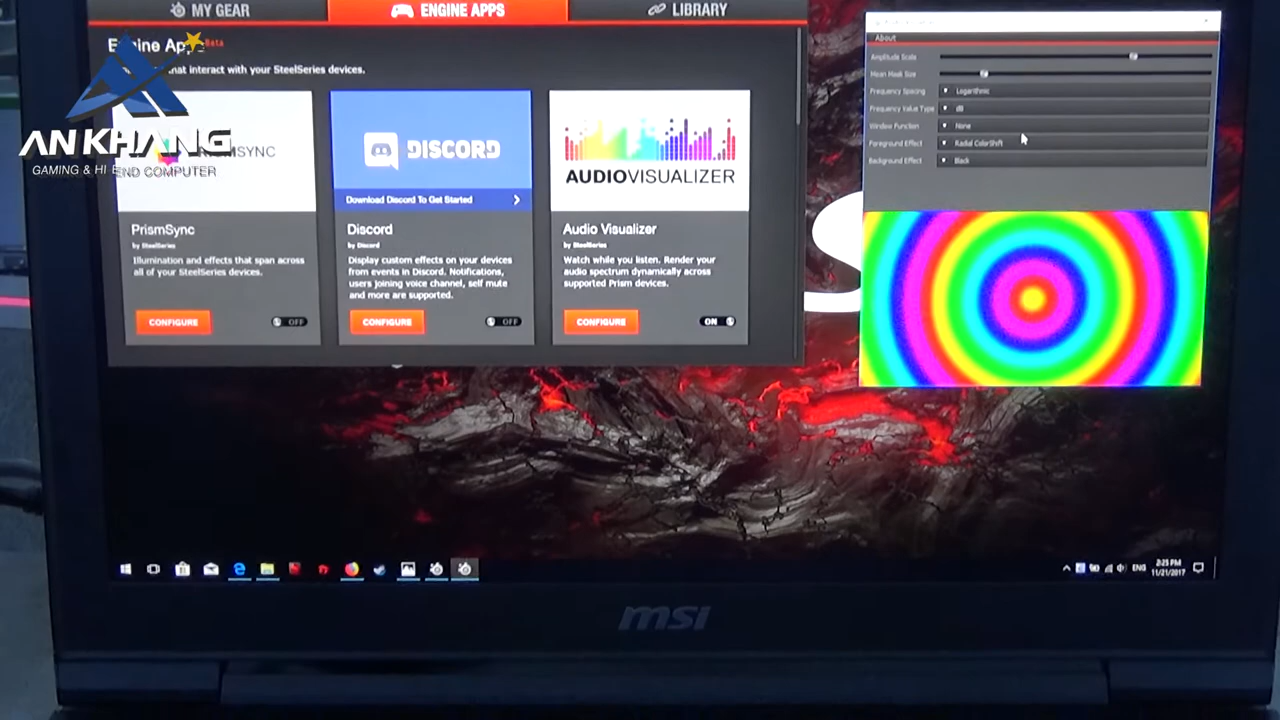 MY GEAR
ENGINE APPS
LIBRARY
Engine Apps Beta
that interact with your SteelSeries devices.
AN KHANG
GAMING & HI END COMPUTER
PRISMSYNC
DISCORD
Download Discord To Get Started
AUDIOVISUALIZER
PrismSync
by SteelSeries
Illumination and effects that span across
all of your SteelSeries devices.
CONFIGURE
OFF
Discord
by Discord
Display custom effects on your devices
from events in Discord. Notifications,
users joining voice channel, self mute
and more are supported.
CONFIGURE
OFF
Audio Visualizer
by SteelSeries
Watch while you listen. Render your
audio spectrum dynamically across
supported Prism devices.
CONFIGURE
ON
About
Amplitude Scale
Mean Mask Size
Frequency Spacing
Logarithmic
Frequency Value Type
dB
Window Function
None
Foreground Effect
Radial ColorShift
Background Effect
Black
ENG
2:25 PM
11/21/2017
msi